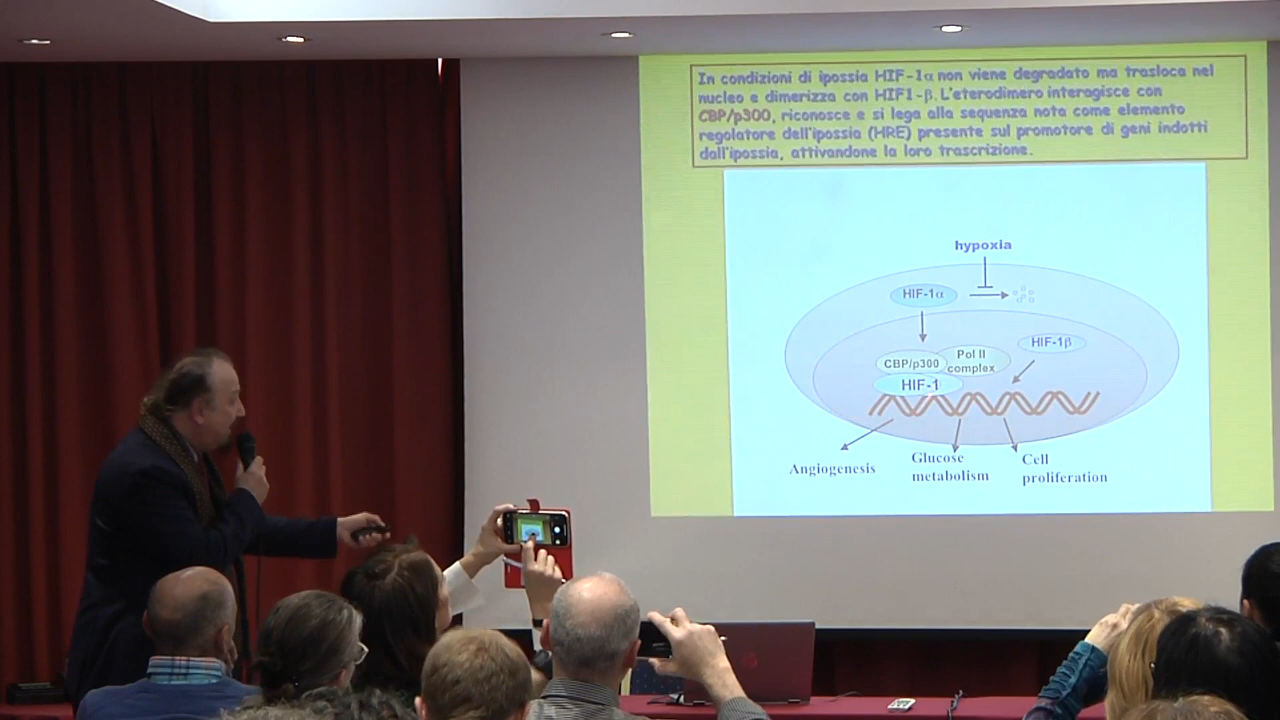 In condizioni di ipossia HIF-1α non viene degradato ma trasloca nel
nucleo e dimerizza con HIF1-β. L'eterodimero interagisce con
CBP/p300, riconosce e si lega alla sequenza nota come elemento
regolatore dell'ipossia (HRE) presente sul promotore di geni indotti
dall'ipossia, attivandone la loro trascrizione.
hypoxia
HIF-1α
HIF-1β
Pol II
complex
CBP/p300
HIF-1
Angiogenesis
Glucose
metabolism
Cell
proliferation